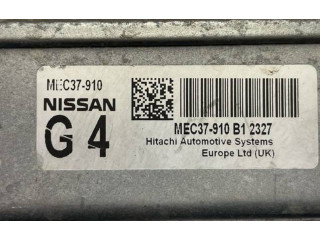 MEC37-910
NISSAN
G 4
MEC37-910 B1 2327
Hitachi Automotive Systems
Europe Ltd (UK)